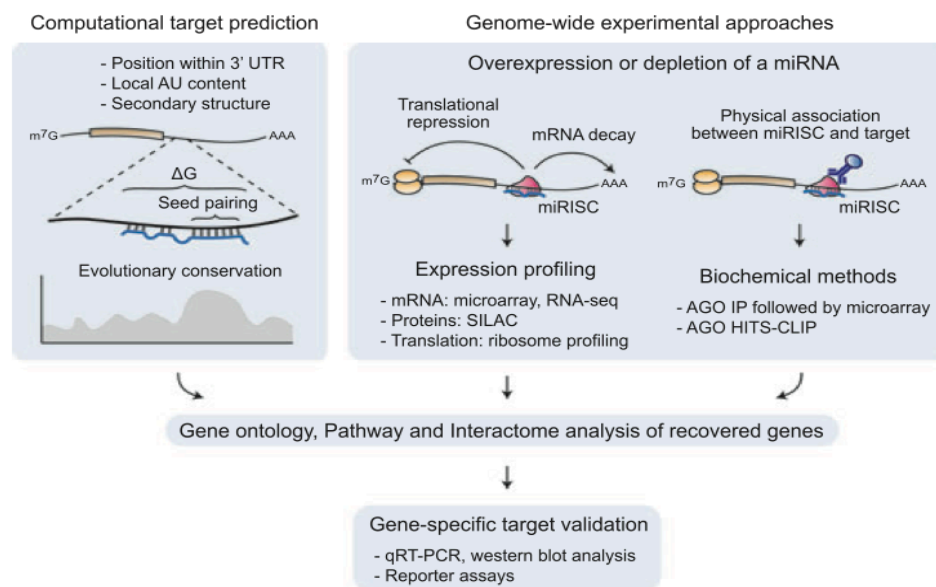 Computational target prediction
- Position within 3' UTR
- Local AU content
- Secondary structure
m⁷G
AAA
ΔG
Seed pairing
Evolutionary conservation
Genome-wide experimental approaches
Overexpression or depletion of a miRNA
Translational
repression
mRNA decay
m⁷G
AAA
miRISC
Expression profiling
- mRNA: microarray, RNA-seq
- Proteins: SILAC
- Translation: ribosome profiling
Physical association
between miRISC and target
m⁷G
AAA
miRISC
Biochemical methods
- AGO IP followed by microarray
- AGO HITS-CLIP
Gene ontology, Pathway and Interactome analysis of recovered genes
Gene-specific target validation
- qRT-PCR, western blot analysis
- Reporter assays